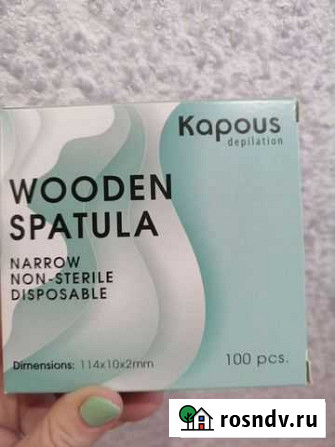 Kapous
depilation
WOODEN
SPATULA
NARROW
NON-STERILE
DISPOSABLE
Dimensions: 114x10x2mm
100 pcs.
rosndv.ru